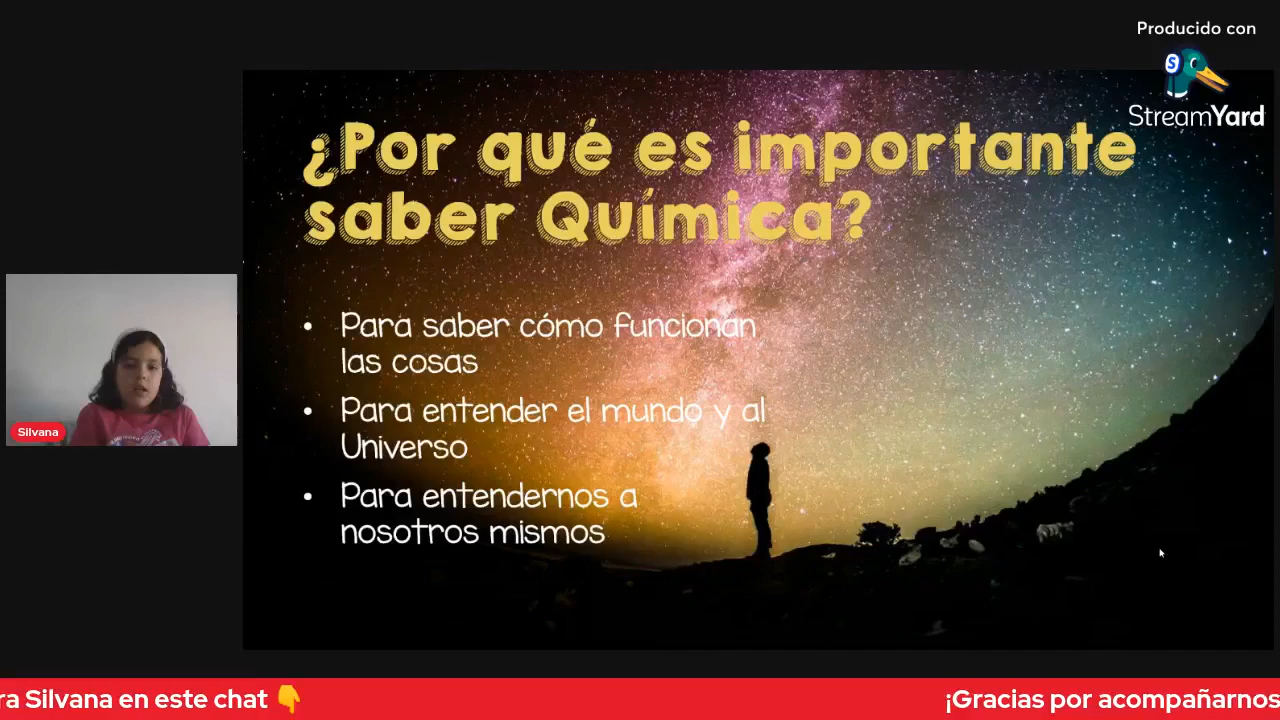 Producido con
S
StreamYard
¿Por qué es importante
saber Química?
• Para saber cómo funcionan
las cosas
• Para entender el mundo y al
Universo
• Para entendernos a
nosotros mismos
Silvana
ra Silvana en este chat 👇
¡Gracias por acompañarnos